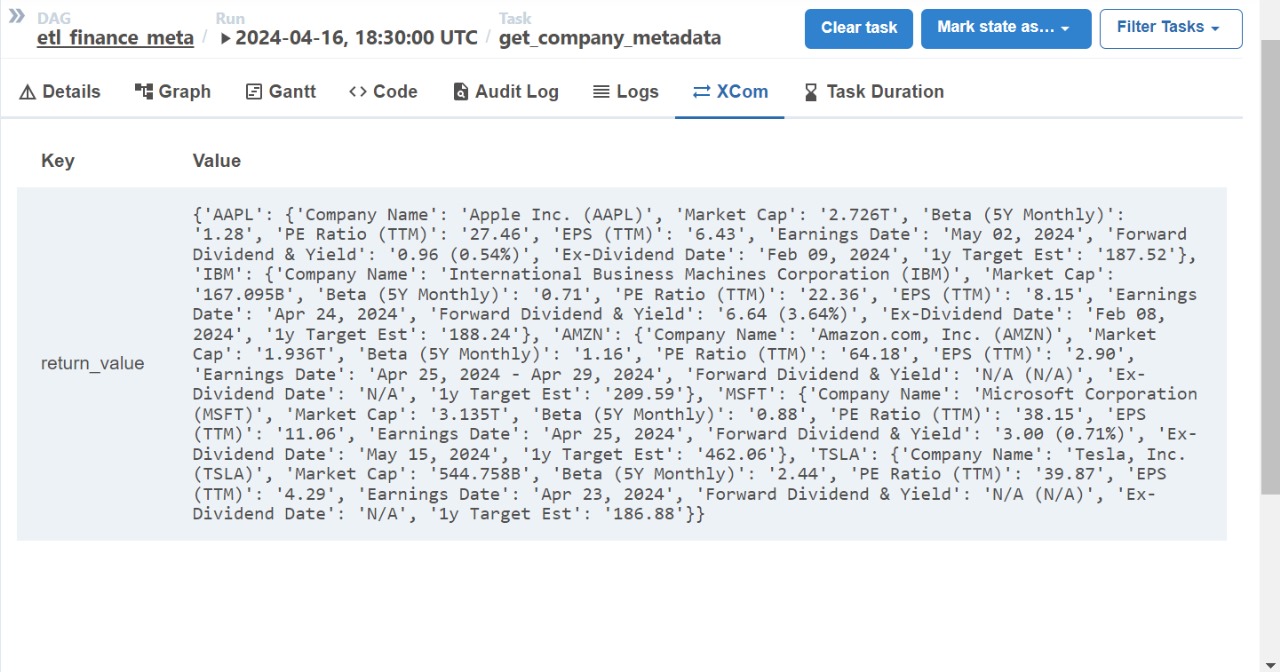 DAG Run Task
etl_finance_meta / ▶ 2024-04-16, 18:30:00 UTC / get_company_metadata
Clear task Mark state as... Filter Tasks
Details Graph Gantt Code Audit Log Logs XCom Task Duration
Key Value
return_value
{'AAPL': {'Company Name': 'Apple Inc. (AAPL)', 'Market Cap': '2.726T', 'Beta (5Y Monthly)':
'1.28', 'PE Ratio (TTM)': '27.46', 'EPS (TTM)': '6.43', 'Earnings Date': 'May 02, 2024', 'Forward
Dividend & Yield': '0.96 (0.54%)', 'Ex-Dividend Date': 'Feb 09, 2024', '1y Target Est': '187.52'},
'IBM': {'Company Name': 'International Business Machines Corporation (IBM)', 'Market Cap':
'167.095B', 'Beta (5Y Monthly)': '0.71', 'PE Ratio (TTM)': '22.36', 'EPS (TTM)': '8.15', 'Earnings
Date': 'Apr 24, 2024', 'Forward Dividend & Yield': '6.64 (3.64%)', 'Ex-Dividend Date': 'Feb 08,
2024', '1y Target Est': '188.24'}, 'AMZN': {'Company Name': 'Amazon.com, Inc. (AMZN)', 'Market
Cap': '1.936T', 'Beta (5Y Monthly)': '1.16', 'PE Ratio (TTM)': '64.18', 'EPS (TTM)': '2.90',
'Earnings Date': 'Apr 25, 2024 - Apr 29, 2024', 'Forward Dividend & Yield': 'N/A (N/A)', 'Ex-
Dividend Date': 'N/A', '1y Target Est': '209.59'}, 'MSFT': {'Company Name': 'Microsoft Corporation
(MSFT)', 'Market Cap': '3.135T', 'Beta (5Y Monthly)': '0.88', 'PE Ratio (TTM)': '38.15', 'EPS
(TTM)': '11.06', 'Earnings Date': 'Apr 25, 2024', 'Forward Dividend & Yield': '3.00 (0.71%)', 'Ex-
Dividend Date': 'May 15, 2024', '1y Target Est': '462.06'}, 'TSLA': {'Company Name': 'Tesla, Inc.
(TSLA)', 'Market Cap': '544.758B', 'Beta (5Y Monthly)': '2.44', 'PE Ratio (TTM)': '39.87', 'EPS
(TTM)': '4.29', 'Earnings Date': 'Apr 23, 2024', 'Forward Dividend & Yield': 'N/A (N/A)', 'Ex-
Dividend Date': 'N/A', '1y Target Est': '186.88'}}